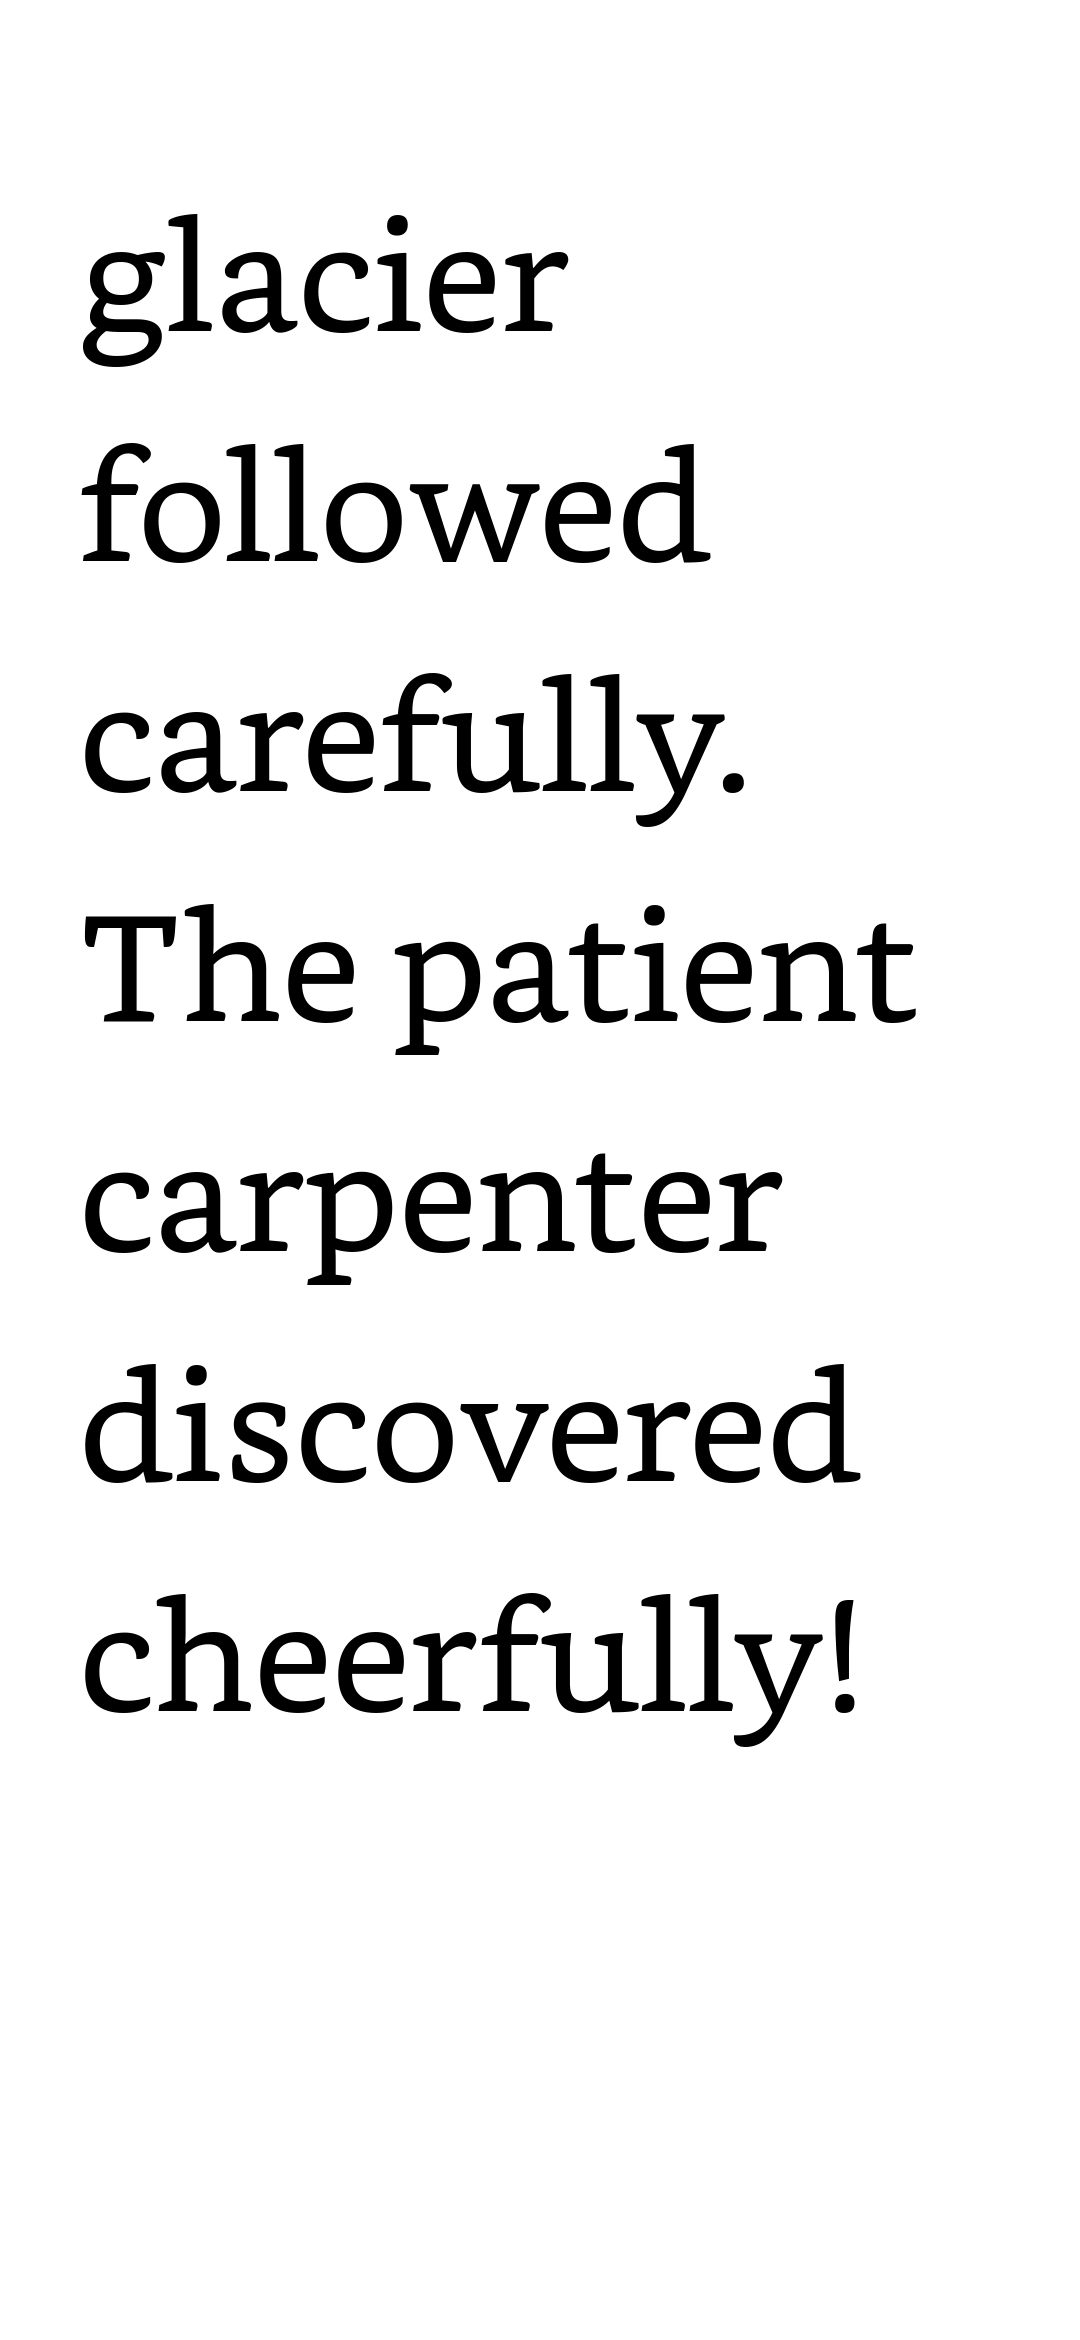 glacier
followed
carefully.
The patient
carpenter
discovered
cheerfully!